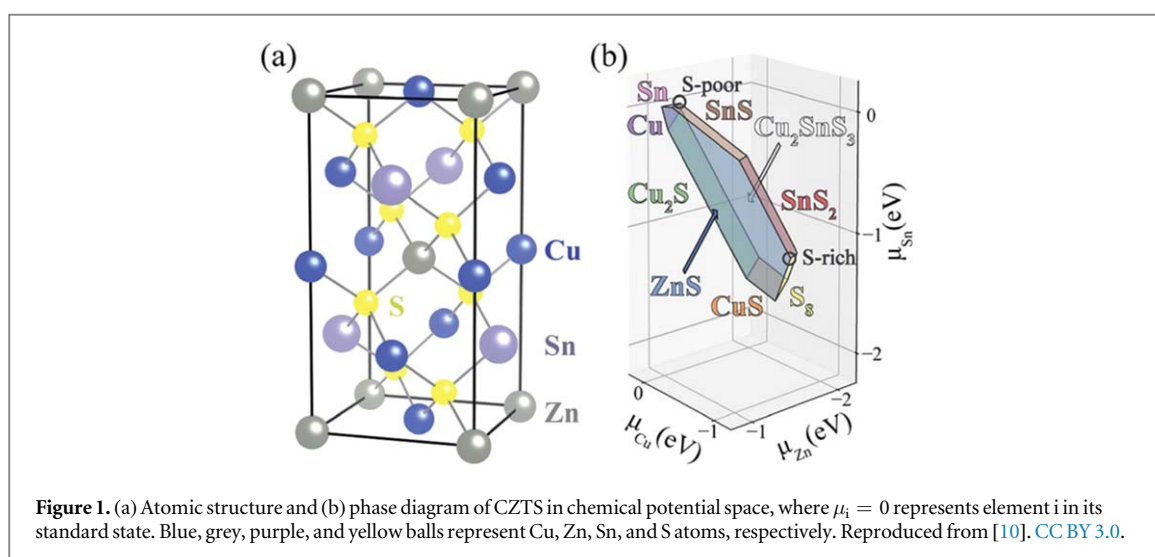 (a)
Cu
S
Sn
Zn
(b)
S-poor
Sn
SnS
Cu
Cu₂SnS₃
Cu₂S
SnS₂
S-rich
ZnS
CuS
S₈
0
−1
−2
μ_Sn(eV)
0
−1
μ_Cu(eV)
−1
−2
μ_Zn(eV)
Figure 1. (a) Atomic structure and (b) phase diagram of CZTS in chemical potential space, where μᵢ = 0 represents element i in its
standard state. Blue, grey, purple, and yellow balls represent Cu, Zn, Sn, and S atoms, respectively. Reproduced from [10]. CC BY 3.0.